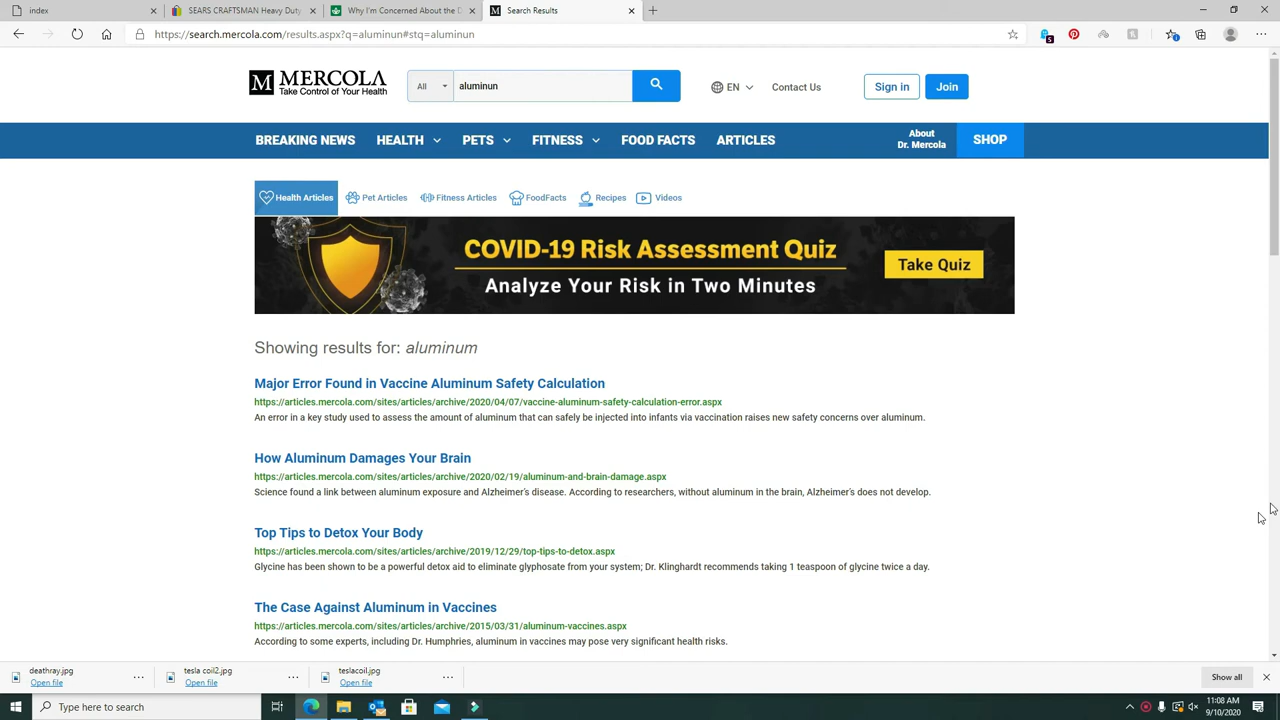 index
SEARS CRAFTSMAN Heavy Duty
Why I'm Concerned About the D
Search Results
https://search.mercola.com/results.aspx?q=aluminun#stq=aluminun
M MERCOLA
Take Control of Your Health
All
aluminun
EN
Contact Us
Sign in
Join
BREAKING NEWS
HEALTH
PETS
FITNESS
FOOD FACTS
ARTICLES
About
Dr. Mercola
SHOP
Health Articles
Pet Articles
Fitness Articles
FoodFacts
Recipes
Videos
COVID-19 Risk Assessment Quiz
Analyze Your Risk in Two Minutes
Take Quiz
Showing results for: aluminum
Major Error Found in Vaccine Aluminum Safety Calculation
https://articles.mercola.com/sites/articles/archive/2020/04/07/vaccine-aluminum-safety-calculation-error.aspx
An error in a key study used to assess the amount of aluminum that can safely be injected into infants via vaccination raises new safety concerns over aluminum.
How Aluminum Damages Your Brain
https://articles.mercola.com/sites/articles/archive/2020/02/19/aluminum-and-brain-damage.aspx
Science found a link between aluminum exposure and Alzheimer's disease. According to researchers, without aluminum in the brain, Alzheimer's does not develop.
Top Tips to Detox Your Body
https://articles.mercola.com/sites/articles/archive/2019/12/29/top-tips-to-detox.aspx
Glycine has been shown to be a powerful detox aid to eliminate glyphosate from your system; Dr. Klinghardt recommends taking 1 teaspoon of glycine twice a day.
The Case Against Aluminum in Vaccines
https://articles.mercola.com/sites/articles/archive/2015/03/31/aluminum-vaccines.aspx
According to some experts, including Dr. Humphries, aluminum in vaccines may pose very significant health risks.
deathray.jpg
Open file
tesla coil2.jpg
Open file
teslacoil.jpg
Open file
Show all
Type here to search
11:08 AM
9/10/2020